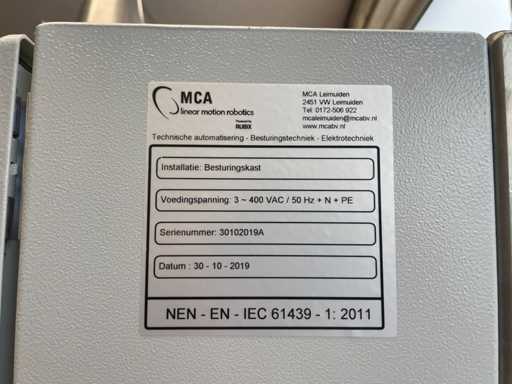 MCA
linear motion robotics
Powered by
RUBIX
MCA Leimuiden
2451 VW Leimuiden
Tel: 0172-506 922
mcaleimuiden@mcabv.nl
www.mcabv.nl
Technische automatisering - Besturingstechniek - Elektrotechniek
Installatie: Besturingskast
Voedingspanning: 3 ~ 400 VAC / 50 Hz + N + PE
Serienummer: 30102019A
Datum : 30 - 10 - 2019
NEN - EN - IEC 61439 - 1: 2011